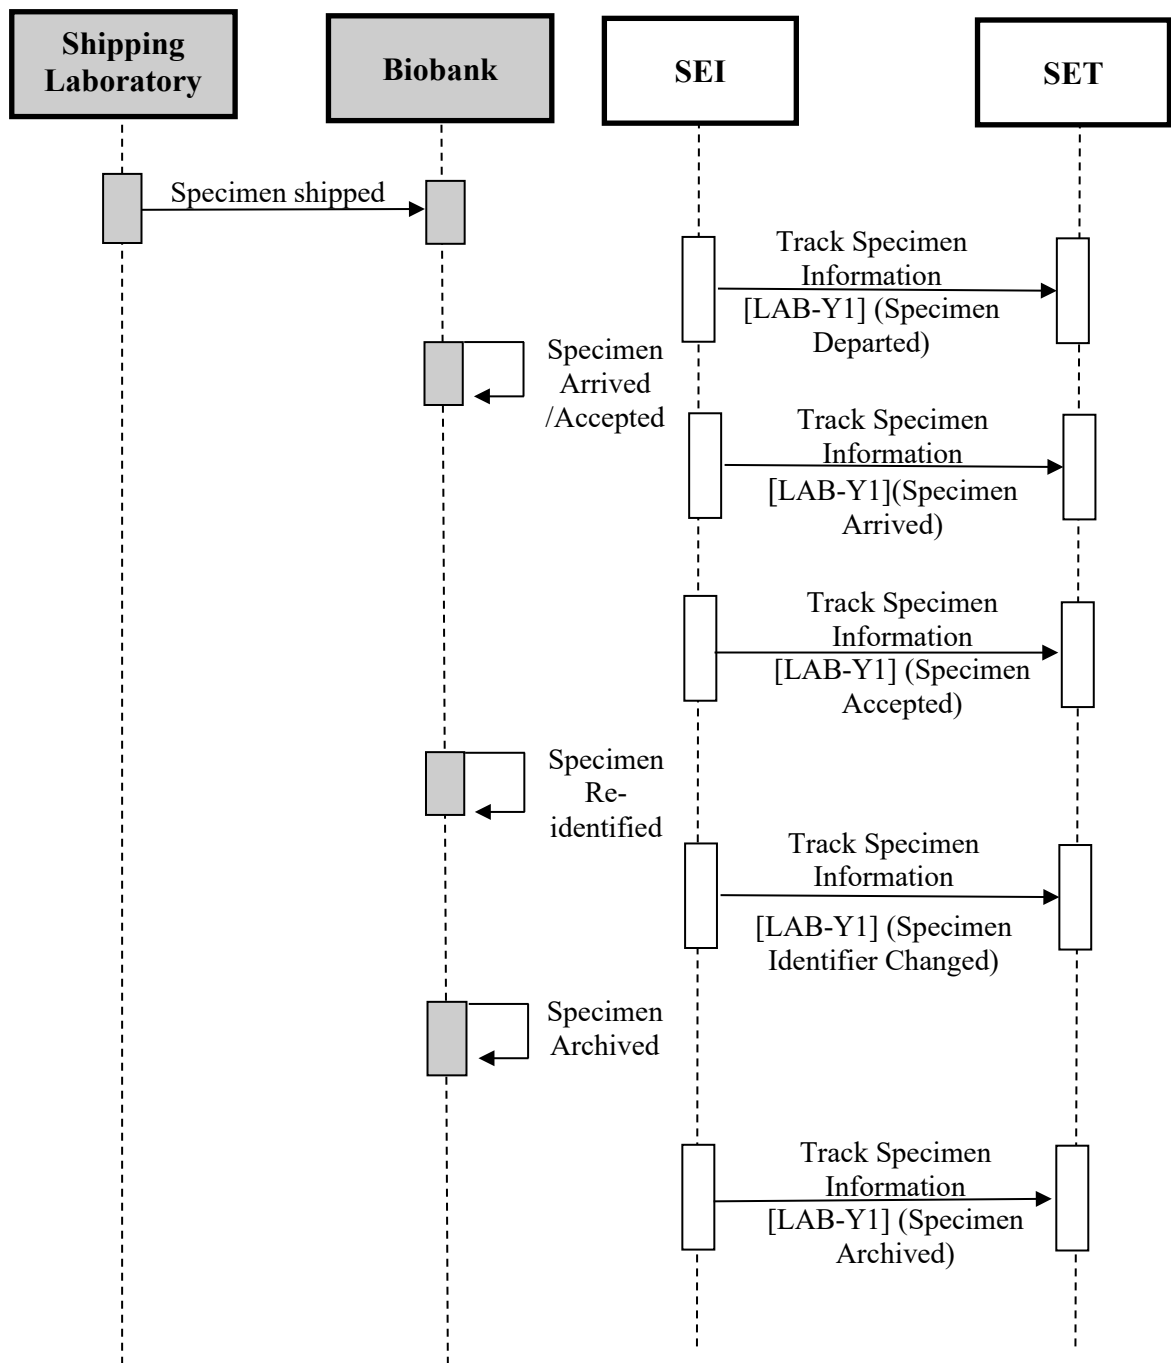 Shipping
Laboratory
Biobank
SEI
SET
Specimen shipped
Track Specimen
Information
[LAB-Y1] (Specimen
Departed)
Specimen
Arrived
/Accepted
Track Specimen
Information
[LAB-Y1](Specimen
Arrived)
Track Specimen
Information
[LAB-Y1] (Specimen
Accepted)
Specimen
Re-
identified
Track Specimen
Information
[LAB-Y1] (Specimen
Identifier Changed)
Specimen
Archived
Track Specimen
Information
[LAB-Y1] (Specimen
Archived)